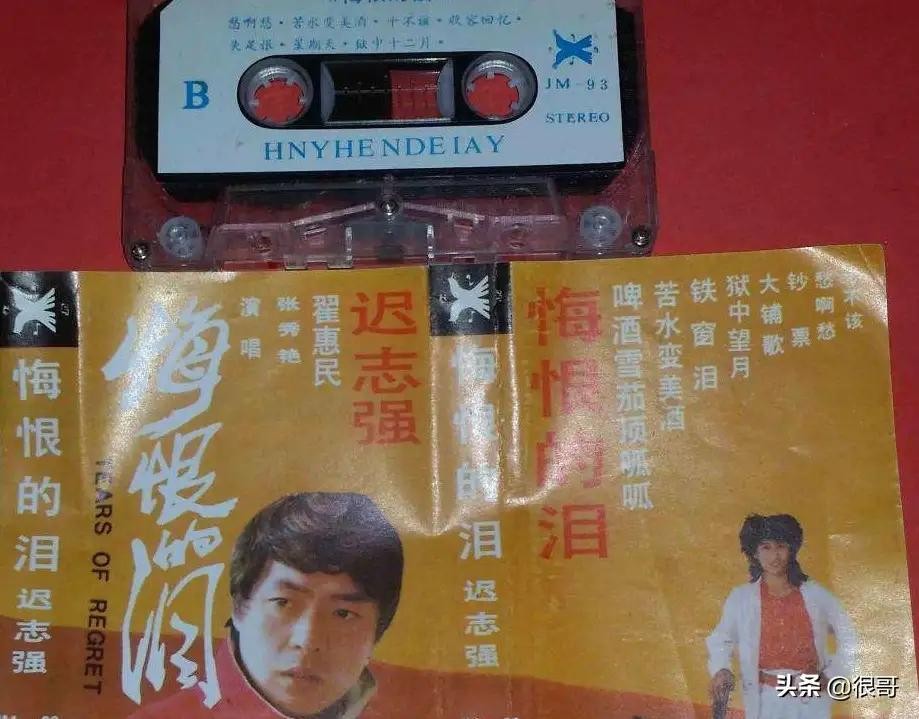 愁啊愁·苦水变美酒·十不该·收容回忆·
失足恨·星期天·狱中十二月·
B
JM-93
STEREO
HNYHENDEIAY
悔恨的泪
迟志强
TEARS OF REGRET
悔恨的泪
演唱
张秀艳
翟惠民
迟志强
悔恨的泪
迟志强
悔恨的泪
啤酒雪茄顶呱呱
苦水变美酒
铁窗泪
狱中望月
大铺歌
钞票
愁啊愁
不该
头条 @很哥